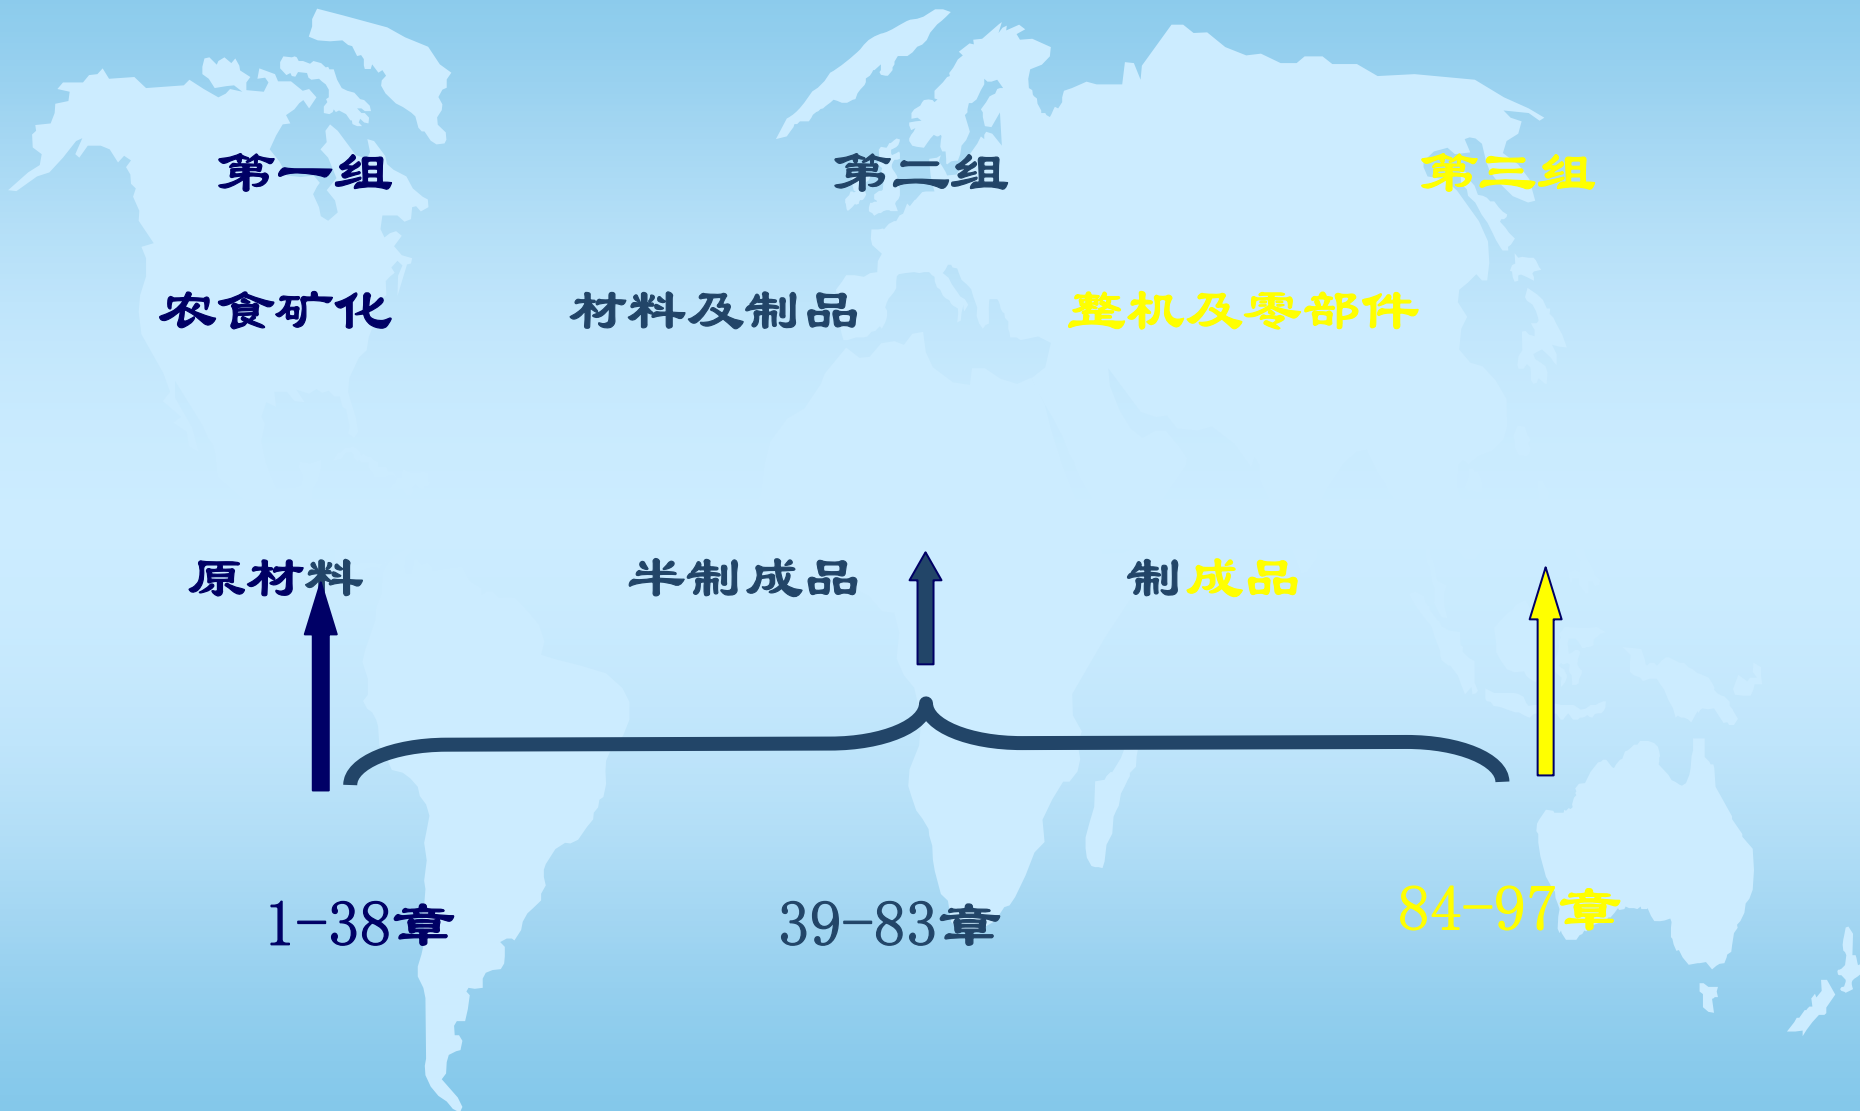 第一组 第二组 第三组
农食矿化 材料及制品 整机及零部件
原材料 半制成品 制成品
1-38章 39-83章 84-97章